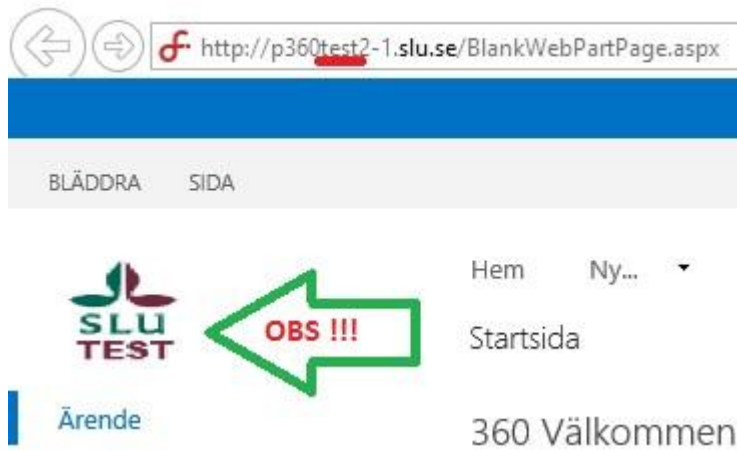 http://p360test2-1.slu.se/BlankWebPartPage.aspx
BLÄDDRA SIDA
Hem Ny...
SLU
TEST
OBS !!!
Startsida
Ärende
360 Välkommen